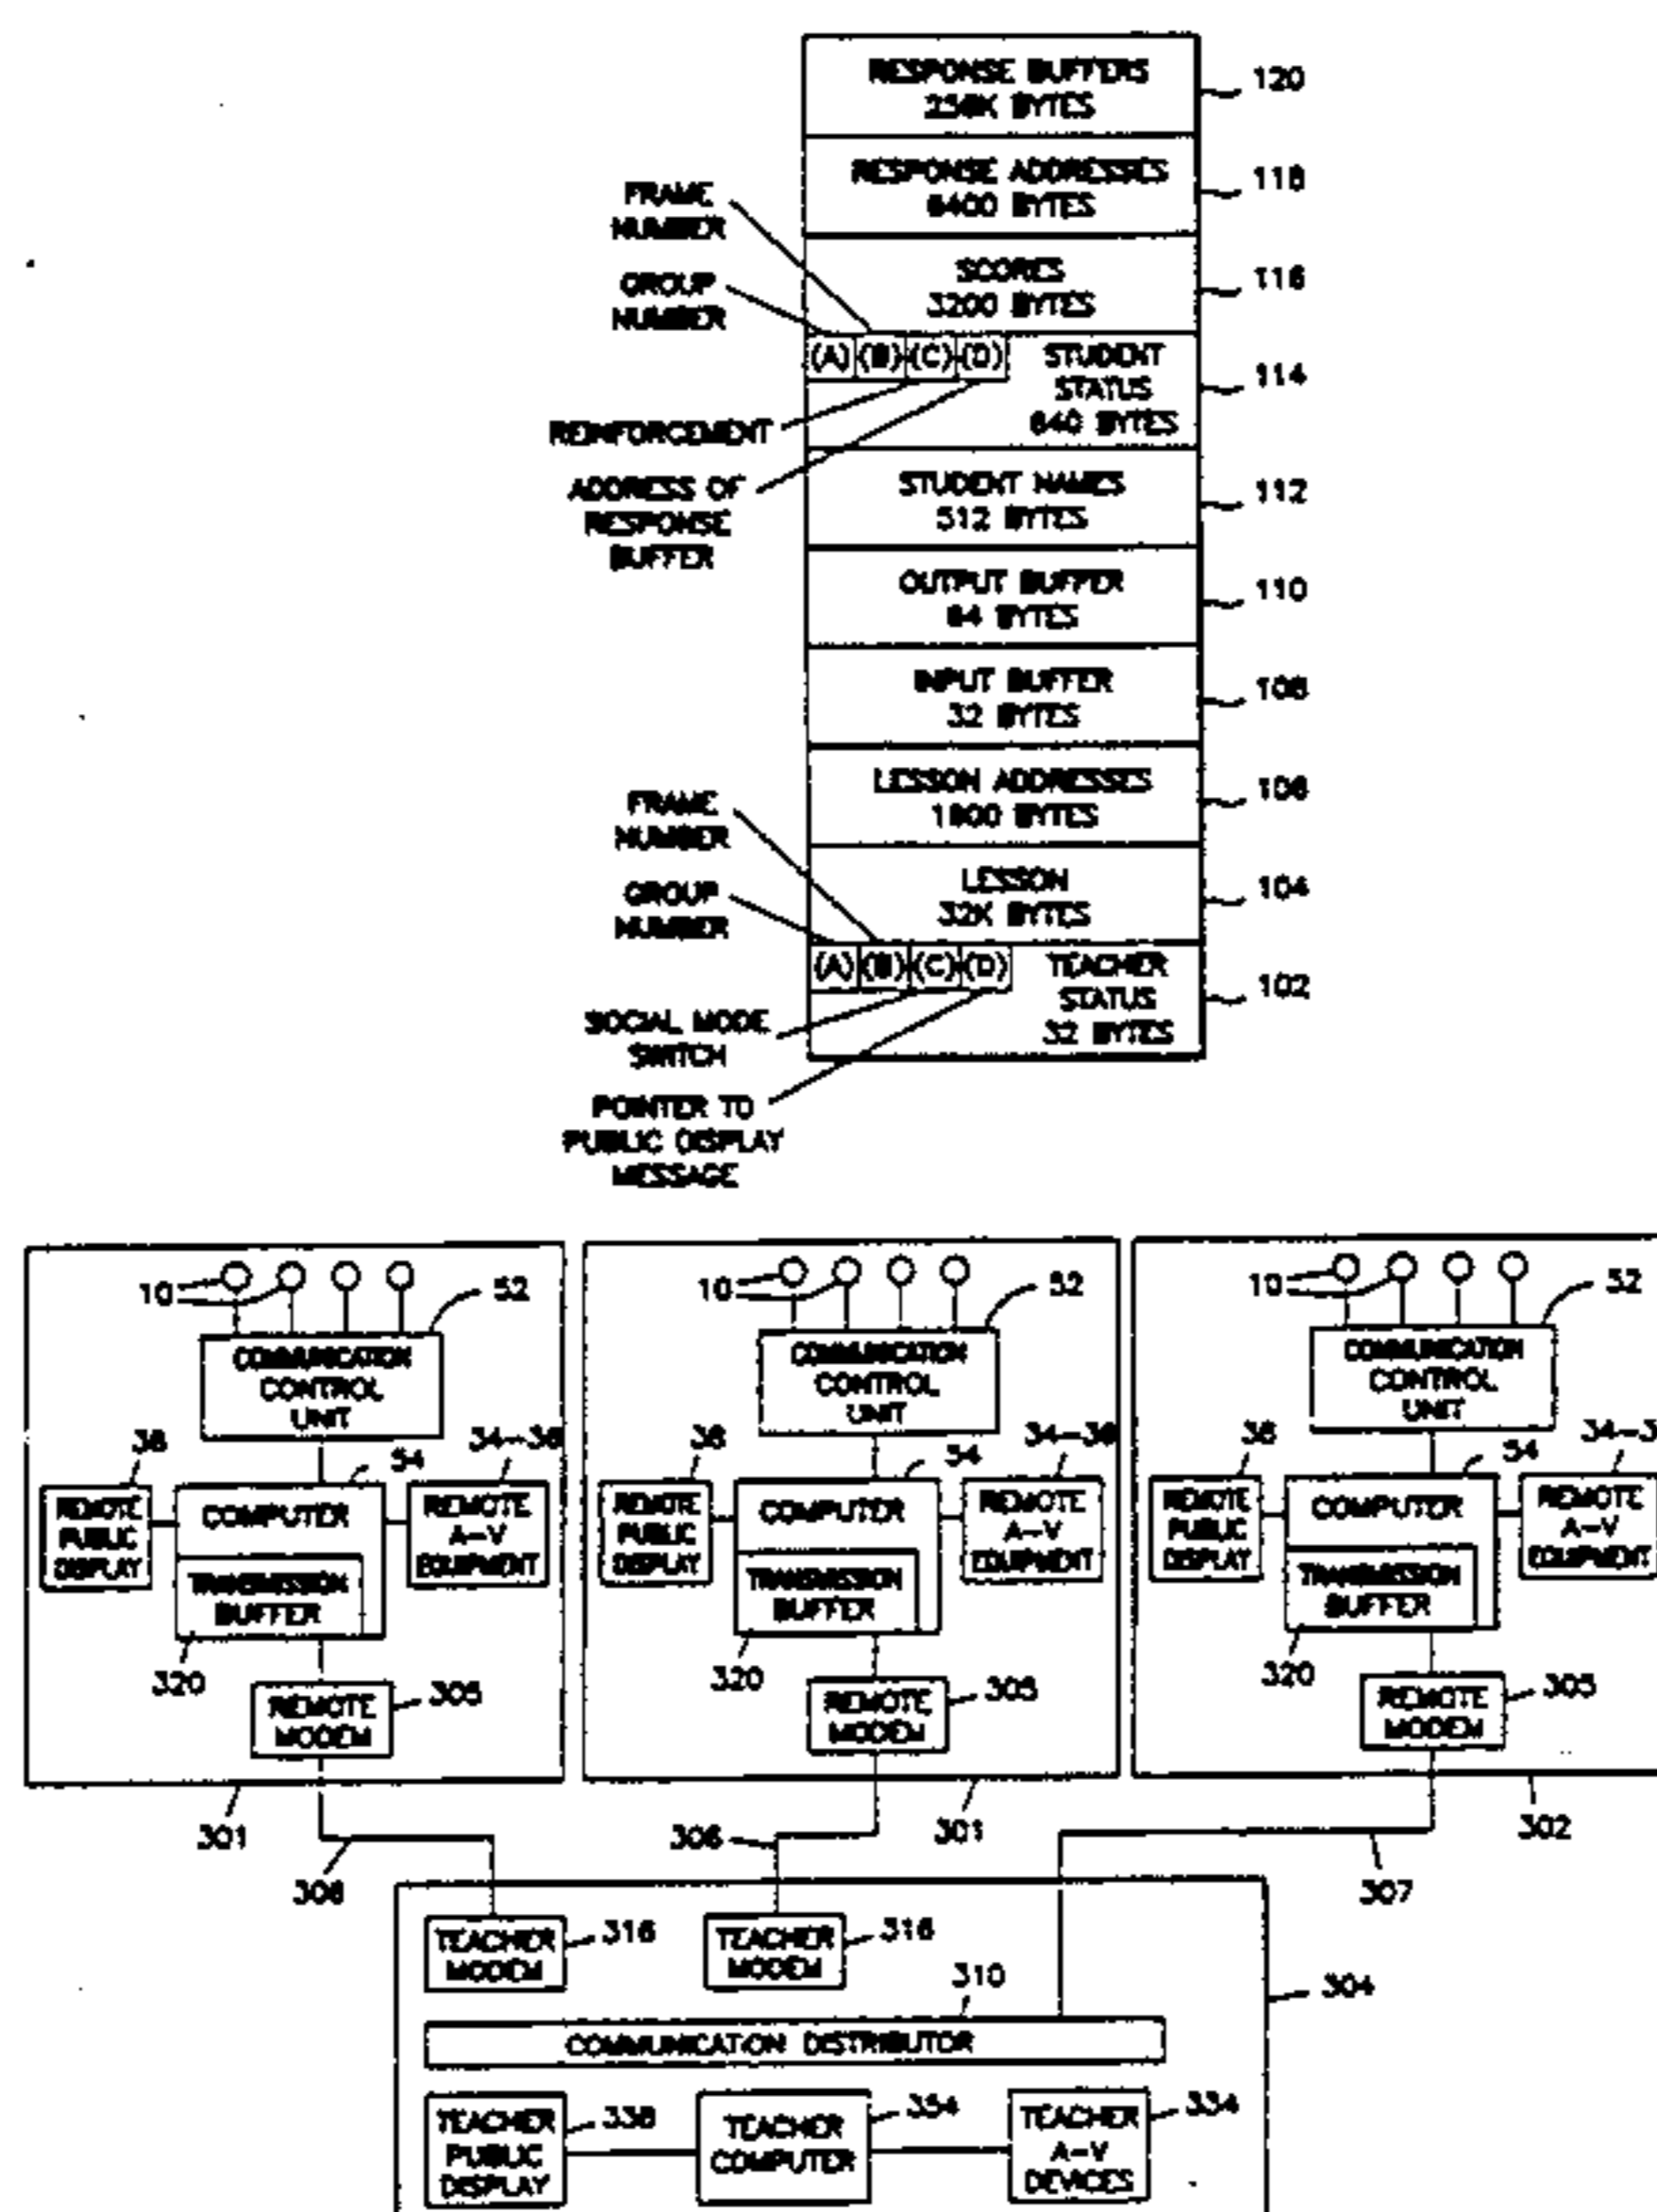 RESPONSE BUFFERS
256K BYTES
120
RESPONSE ADDRESSES
6400 BYTES
118
FRAME
NUMBER
SCORES
3200 BYTES
116
GROUP
NUMBER
(A) (B) (C) (D)
STUDENT
STATUS
640 BYTES
114
REINFORCEMENT
ADDRESS OF
RESPONSE
BUFFER
STUDENT NAMES
512 BYTES
112
OUTPUT BUFFER
64 BYTES
110
INPUT BUFFER
32 BYTES
108
LESSON ADDRESSES
BYTES
106
FRAME
NUMBER
LESSON
32K BYTES
104
GROUP
NUMBER
(A) (B) (C) (D)
TEACHER
STATUS
32 BYTES
102
SOCIAL MODE
SWITCH
POINTER TO
PUBLIC DISPLAY
MESSAGE
10
52
COMMUNICATION
CONTROL
UNIT
38
54
34-36
REMOTE
PUBLIC
DISPLAY
COMPUTER
REMOTE
A-V
EQUIPMENT
TRANSMISSION
BUFFER
320
REMOTE
MODEM
305
301
10
52
COMMUNICATION
CONTROL
UNIT
38
54
34-36
REMOTE
PUBLIC
DISPLAY
COMPUTER
REMOTE
A-V
EQUIPMENT
TRANSMISSION
BUFFER
320
REMOTE
MODEM
305
301
10
52
COMMUNICATION
CONTROL
UNIT
38
54
34-3
REMOTE
PUBLIC
DISPLAY
COMPUTER
REMOTE
A-V
EQUIPMENT
TRANSMISSION
BUFFER
320
REMOTE
MODEM
305
302
306
306
307
TEACHER
MODEM
316
TEACHER
MODEM
316
310
304
COMMUNICATION DISTRIBUTOR
TEACHER
PUBLIC
DISPLAY
338
TEACHER
COMPUTER
354
TEACHER
A-V
DEVICES
334